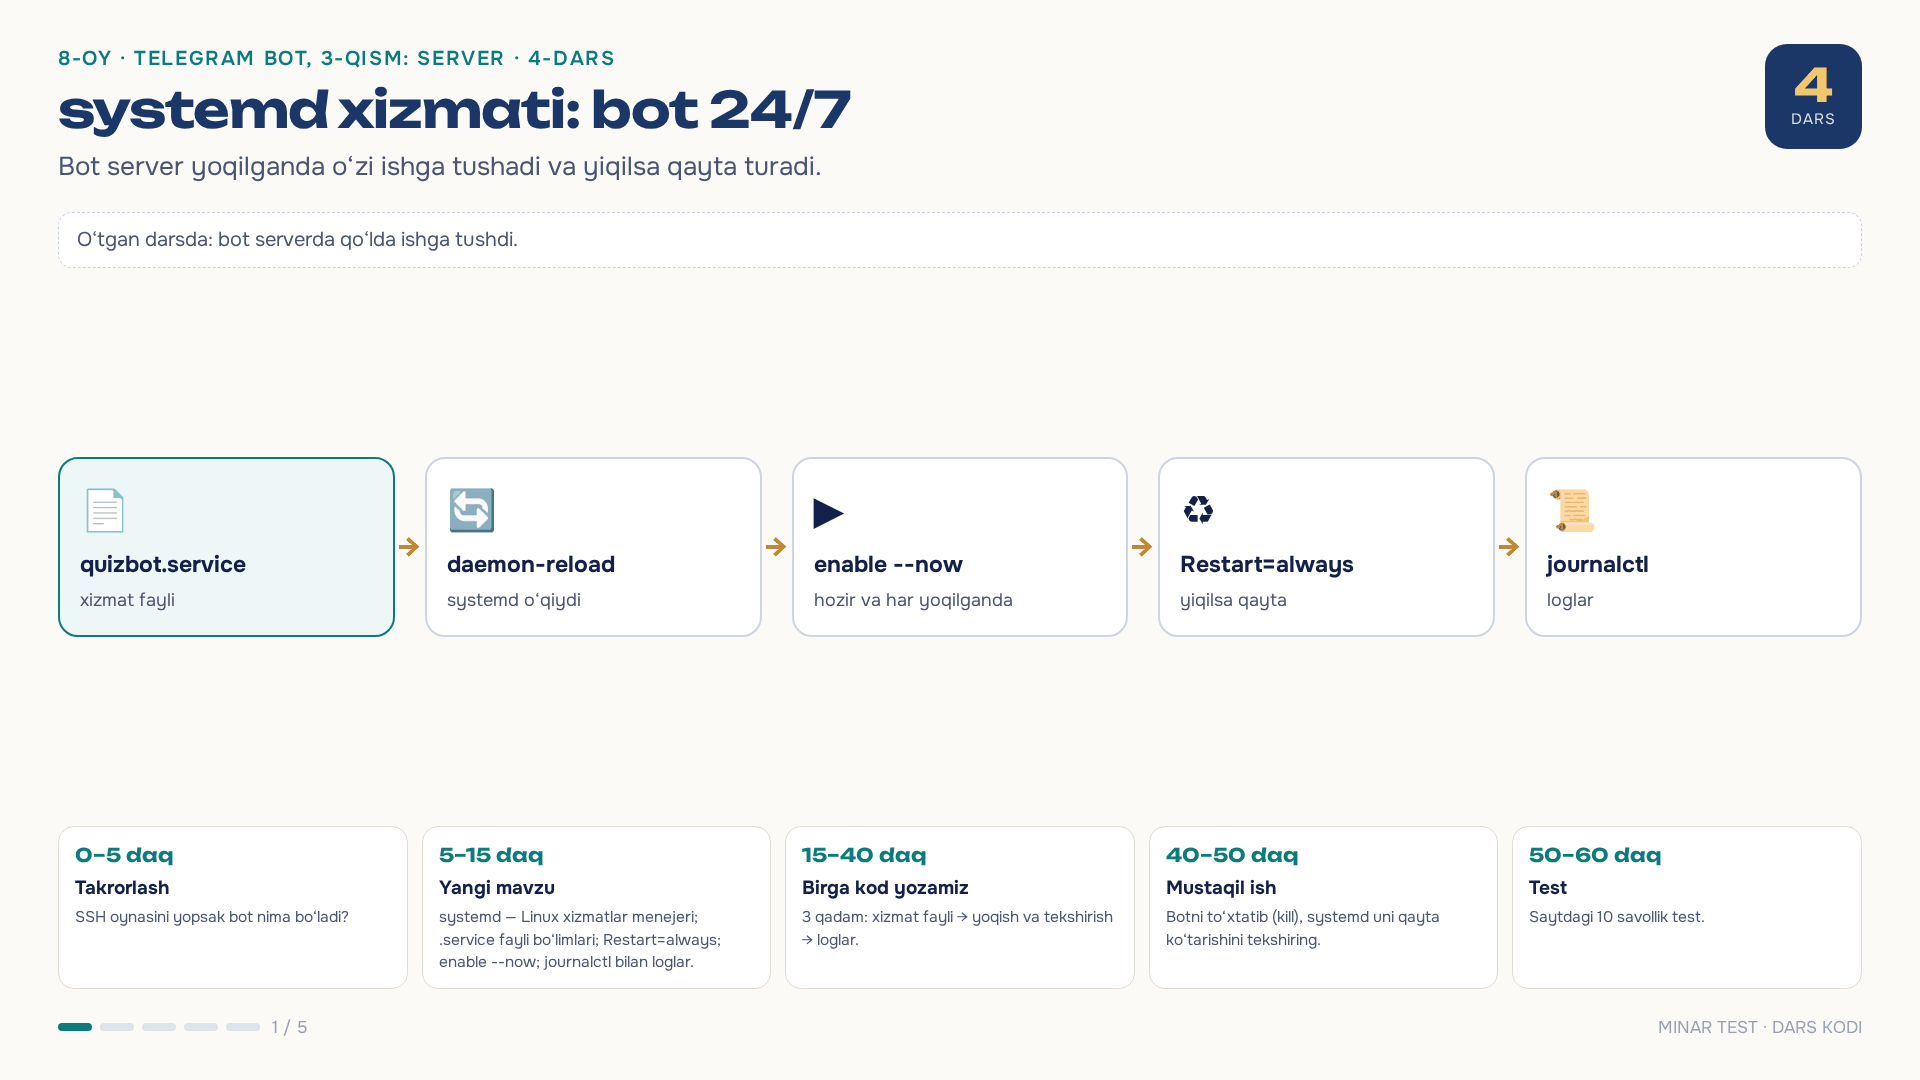 8-OY · TELEGRAM BOT, 3-QISM: SERVER · 4-DARS
systemd xizmati: bot 24/7
Bot server yoqilganda o‘zi ishga tushadi va yiqilsa qayta turadi.
4
DARS
O‘tgan darsda: bot serverda qo‘lda ishga tushdi.
quizbot.service
xizmat fayli
→
daemon-reload
systemd o‘qiydi
→
enable --now
hozir va har yoqilganda
→
Restart=always
yiqilsa qayta
→
journalctl
loglar
0–5 daq
Takrorlash
SSH oynasini yopsak bot nima bo‘ladi?
5–15 daq
Yangi mavzu
systemd — Linux xizmatlar menejeri;
.service fayli bo‘limlari; Restart=always;
enable --now; journalctl bilan loglar.
15–40 daq
Birga kod yozamiz
3 qadam: xizmat fayli → yoqish va tekshirish
→ loglar.
40–50 daq
Mustaqil ish
Botni to‘xtatib (kill), systemd uni qayta
ko‘tarishini tekshiring.
50–60 daq
Test
Saytdagi 10 savollik test.
1 / 5
MINAR TEST · DARS KODI